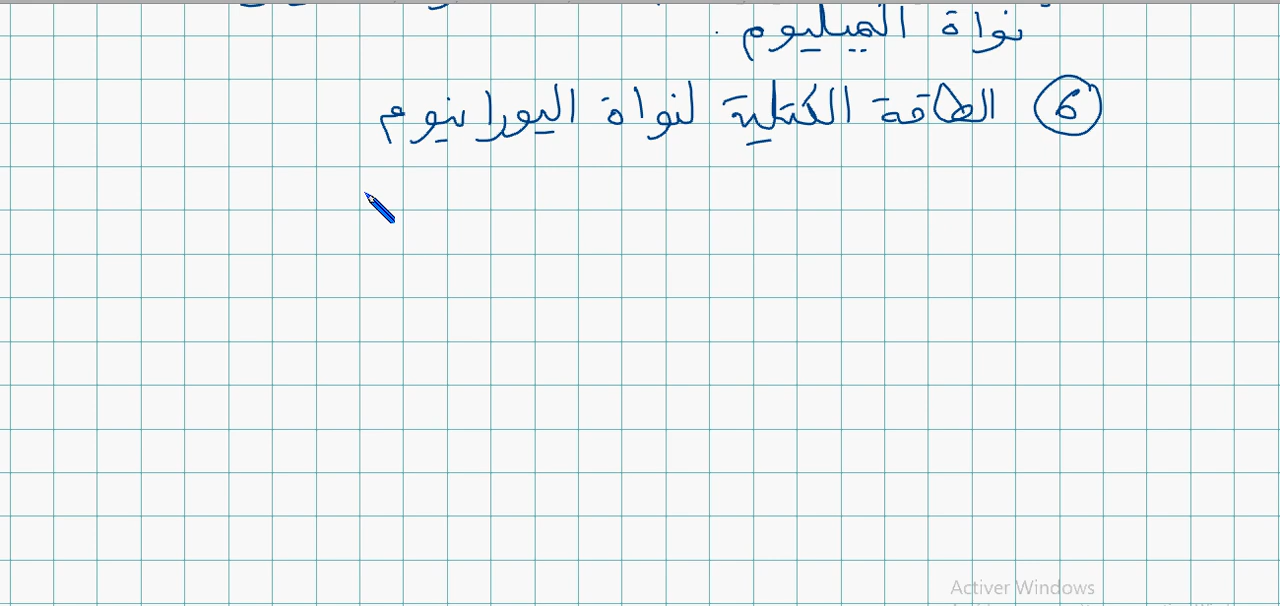 نواة الهيليوم .
⑥ الطاقة الكتلية لنواة اليورانيوم
Activer Windows